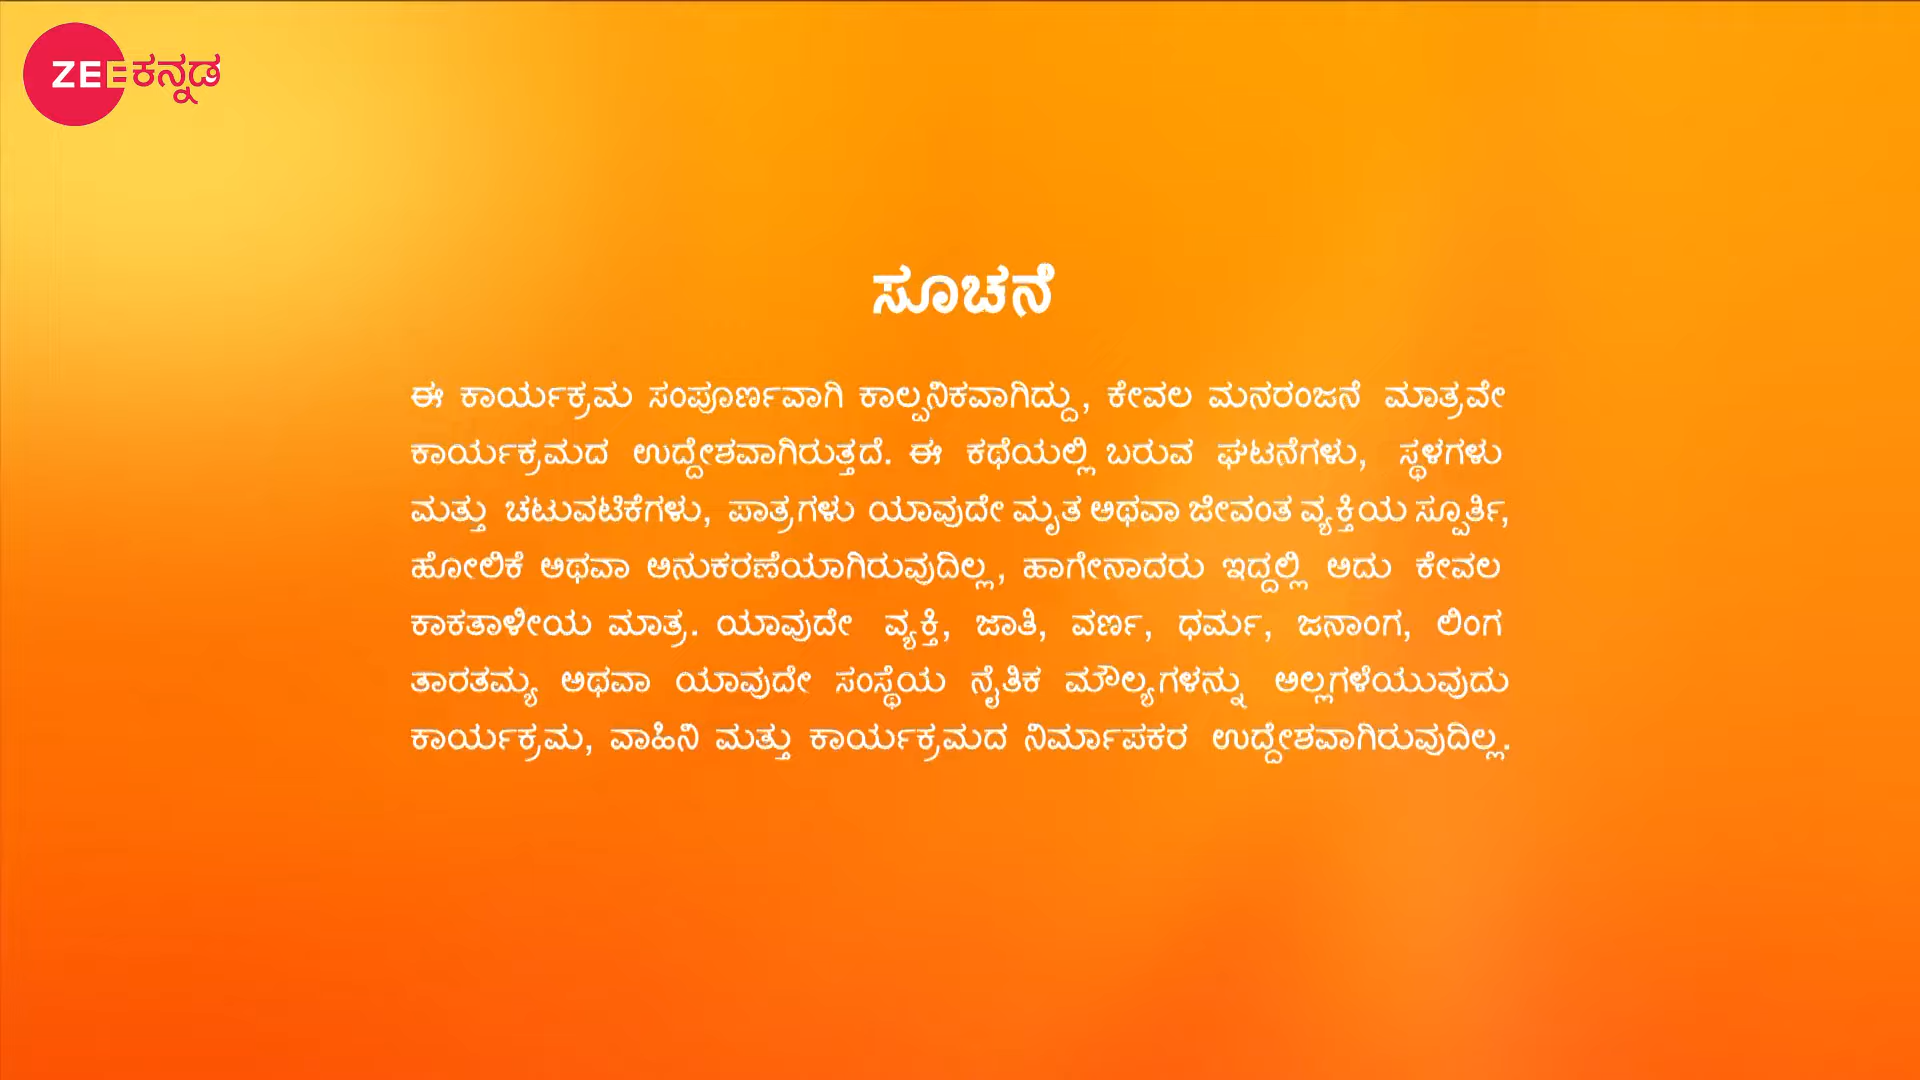 ZEEಕನ್ನಡ
ಸೂಚನೆ
ಈ ಕಾರ್ಯಕ್ರಮ ಸಂಪೂರ್ಣವಾಗಿ ಕಾಲ್ಪನಿಕವಾಗಿದ್ದು, ಕೇವಲ ಮನರಂಜನೆ ಮಾತ್ರವೇ
ಕಾರ್ಯಕ್ರಮದ ಉದ್ದೇಶವಾಗಿರುತ್ತದೆ. ಈ ಕಥೆಯಲ್ಲಿ ಬರುವ ಘಟನೆಗಳು, ಸ್ಥಳಗಳು
ಮತ್ತು ಚಟುವಟಿಕೆಗಳು, ಪಾತ್ರಗಳು ಯಾವುದೇ ಮೃತ ಅಥವಾ ಜೀವಂತ ವ್ಯಕ್ತಿಯ ಸ್ಪೂರ್ತಿ,
ಹೋಲಿಕೆ ಅಥವಾ ಅನುಕರಣೆಯಾಗಿರುವುದಿಲ್ಲ, ಹಾಗೇನಾದರು ಇದ್ದಲ್ಲಿ ಅದು ಕೇವಲ
ಕಾಕತಾಳೀಯ ಮಾತ್ರ. ಯಾವುದೇ ವ್ಯಕ್ತಿ, ಜಾತಿ, ವರ್ಣ, ಧರ್ಮ, ಜನಾಂಗ, ಲಿಂಗ
ತಾರತಮ್ಯ ಅಥವಾ ಯಾವುದೇ ಸಂಸ್ಥೆಯ ನೈತಿಕ ಮೌಲ್ಯಗಳನ್ನು ಅಲ್ಲಗಳೆಯುವುದು
ಕಾರ್ಯಕ್ರಮ, ವಾಹಿನಿ ಮತ್ತು ಕಾರ್ಯಕ್ರಮದ ನಿರ್ಮಾಪಕರ ಉದ್ದೇಶವಾಗಿರುವುದಿಲ್ಲ.